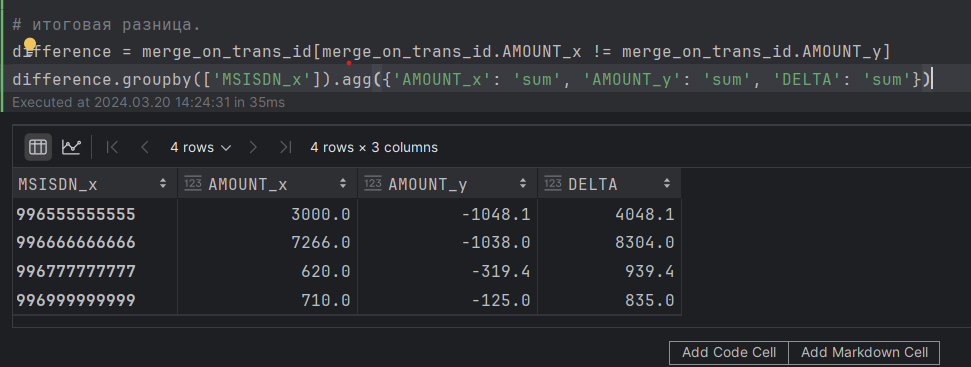 # итоговая разница.
difference = merge_on_trans_id[merge_on_trans_id.AMOUNT_x != merge_on_trans_id.AMOUNT_y]
difference.groupby(['MSISDN_x']).agg({'AMOUNT_x': 'sum', 'AMOUNT_y': 'sum', 'DELTA': 'sum'})
Executed at 2024.03.20 14:24:31 in 35ms
4 rows 4 rows × 3 columns
MSISDN_x 123 AMOUNT_x 123 AMOUNT_y 123 DELTA
996555555555 3000.0 -1048.1 4048.1
996666666666 7266.0 -1038.0 8304.0
996777777777 620.0 -319.4 939.4
996999999999 710.0 -125.0 835.0
Add Code Cell Add Markdown Cell